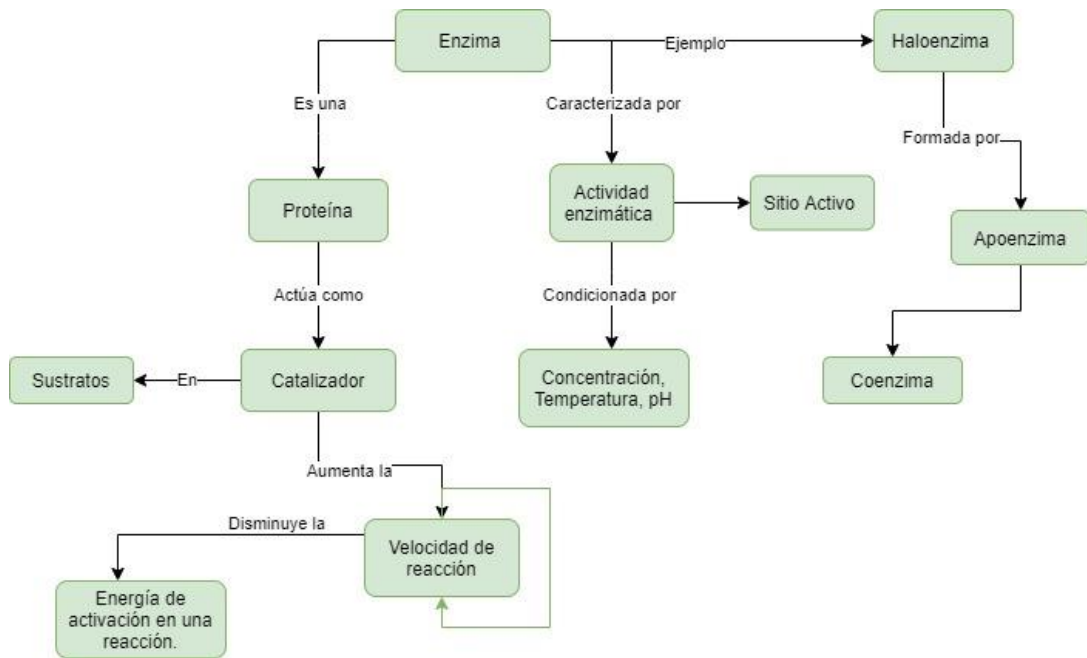 Enzima
Ejemplo
Haloenzima
Es una
Caracterizada por
Formada por
Proteína
Actividad
enzimática
Sitio Activo
Apoenzima
Actúa como
Condicionada por
Sustratos
En
Catalizador
Concentración,
Temperatura, pH
Coenzima
Aumenta la
Disminuye la
Velocidad de
reacción
Energía de
activación en una
reacción.